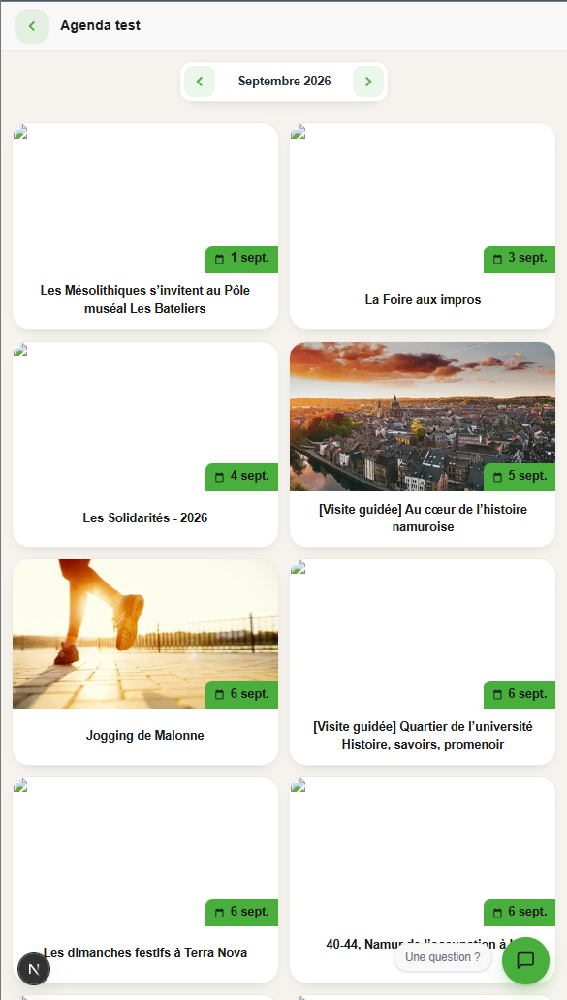 Agenda test
Septembre 2026
1 sept.
3 sept.
Les Mésolithiques s’invitent au Pôle
muséal Les Bateliers
La Foire aux impros
4 sept.
5 sept.
Les Solidarités - 2026
[Visite guidée] Au cœur de l’histoire
namuroise
6 sept.
6 sept.
Jogging de Malonne
[Visite guidée] Quartier de l’université
Histoire, savoirs, promenoir
6 sept.
6 sept.
Les dimanches festifs à Terra Nova
40-44, Namur de l’occupation à
N
Une question ?